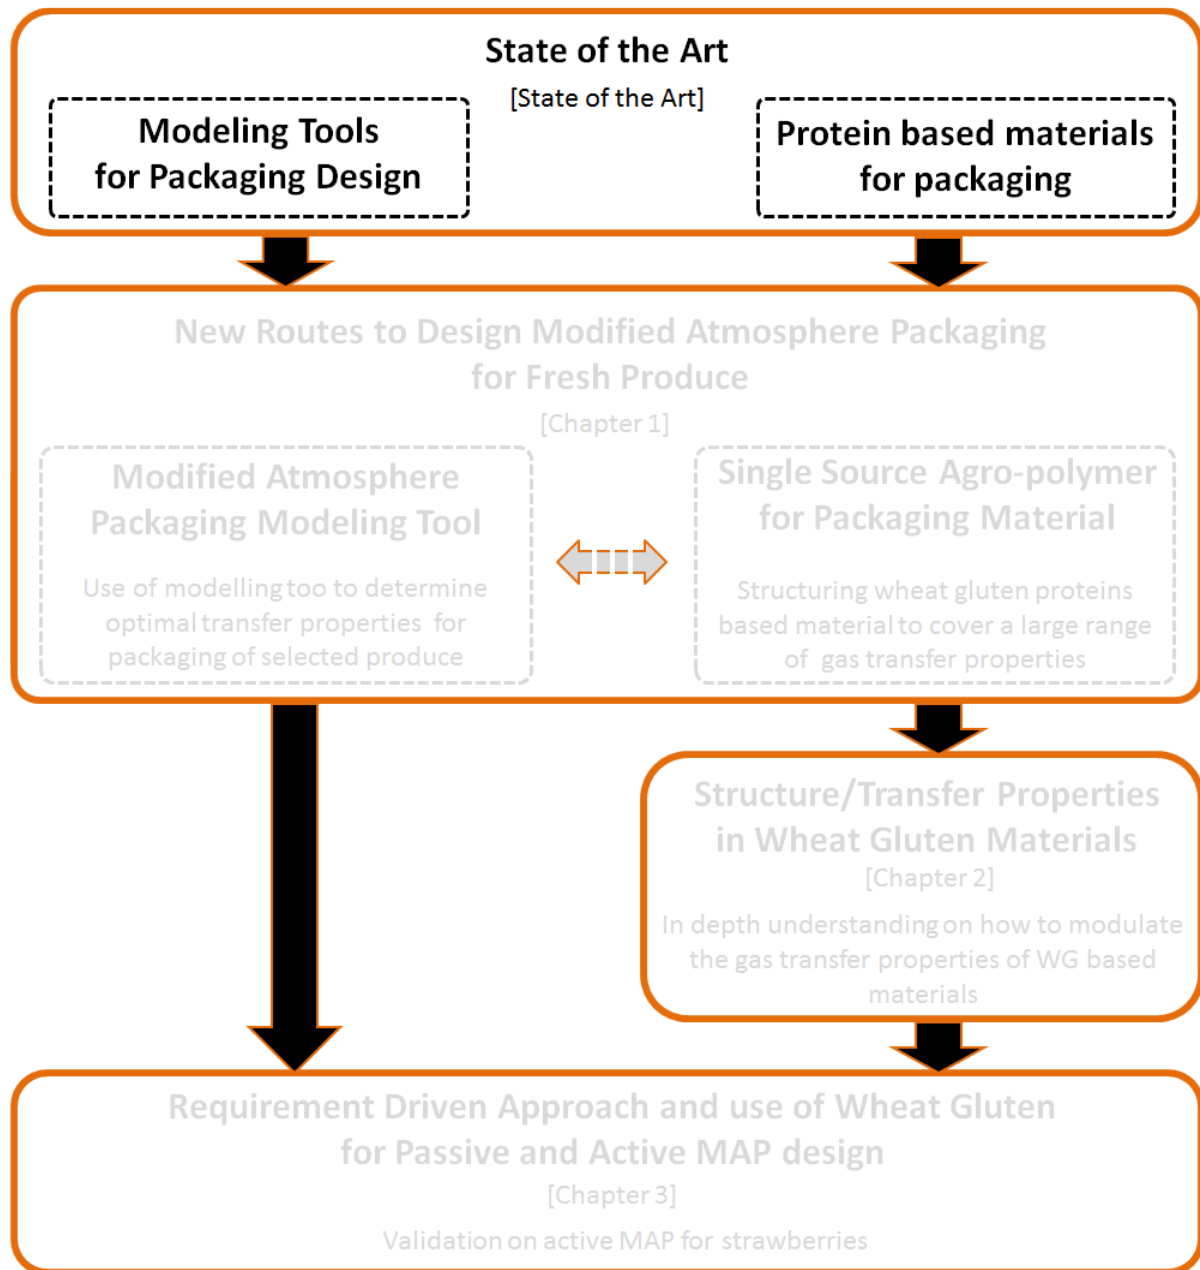 State of the Art
[State of the Art]
Modeling Tools
for Packaging Design
Protein based materials
for packaging
New Routes to Design Modified Atmosphere Packaging
for Fresh Produce
[Chapter 1]
Modified Atmosphere
Packaging Modeling Tool
Use of modelling too to determine
optimal transfer properties for
packaging of selected produce
Single Source Agro-polymer
for Packaging Material
Structuring wheat gluten proteins
based material to cover a large range
of gas transfer properties
Structure/Transfer Properties
in Wheat Gluten Materials
[Chapter 2]
In depth understanding on how to modulate
the gas transfer properties of WG based
materials
Requirement Driven Approach and use of Wheat Gluten
for Passive and Active MAP design
[Chapter 3]
Validation on active MAP for strawberries